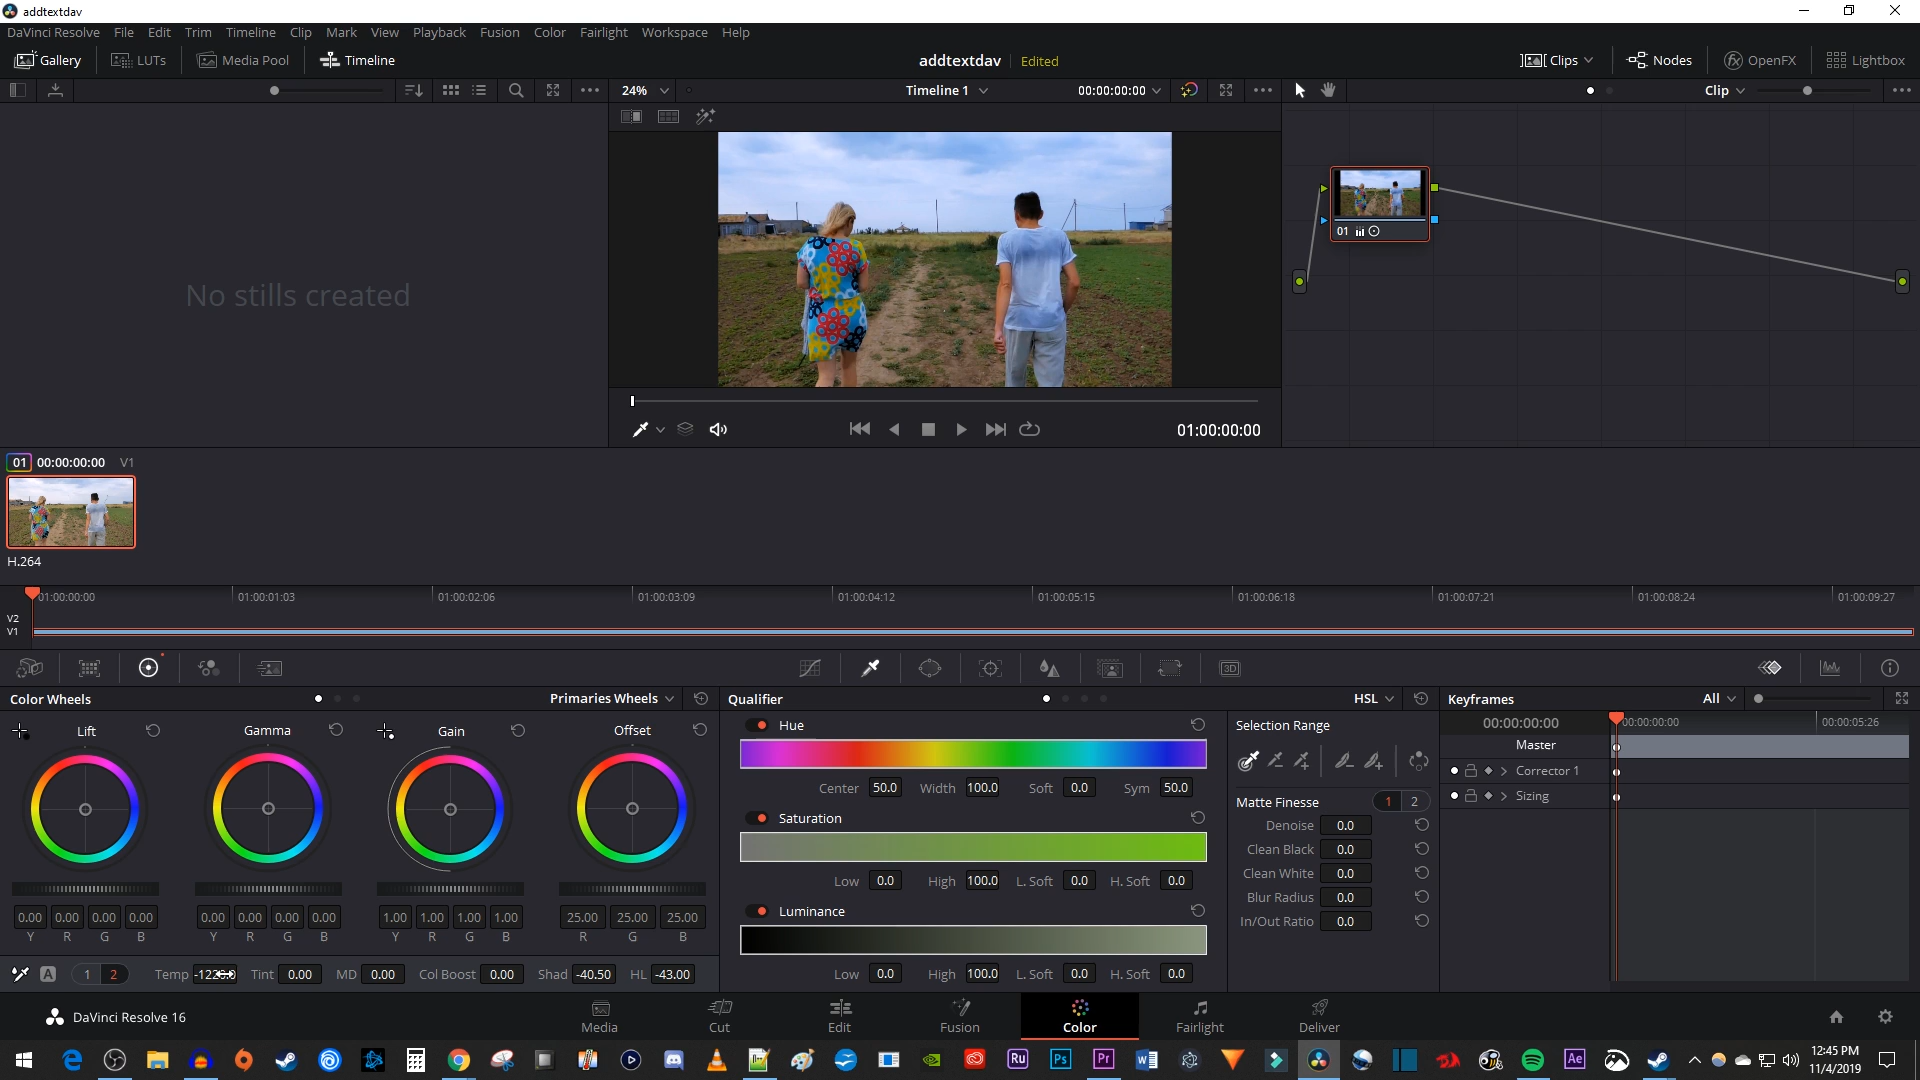 addtextdav
DaVinci Resolve File Edit Trim Timeline Clip Mark View Playback Fusion Color Fairlight Workspace Help
Gallery LUTs Media Pool Timeline addtextdav Edited Clips Nodes fx OpenFX Lightbox
24% Timeline 1 00:00:00:00 Clip
No stills created
01
01:00:00:00
01 00:00:00:00 V1
H.264
01:00:00:00 01:00:01:03 01:00:02:06 01:00:03:09 01:00:04:12 01:00:05:15 01:00:06:18 01:00:07:21 01:00:08:24 01:00:09:27
V2
V1
3D
Color Wheels Primaries Wheels Qualifier HSL Keyframes All
Lift Gamma Gain Offset
Hue
Center 50.0 Width 100.0 Soft 0.0 Sym 50.0
Saturation
Low 0.0 High 100.0 L. Soft 0.0 H. Soft 0.0
Luminance
Low 0.0 High 100.0 L. Soft 0.0 H. Soft 0.0
Selection Range
Matte Finesse 1 2
Denoise 0.0
Clean Black 0.0
Clean White 0.0
Blur Radius 0.0
In/Out Ratio 0.0
00:00:00:00 00:00:00:00 00:00:05:26
Master
Corrector 1
Sizing
0.00 0.00 0.00 0.00 0.00 0.00 0.00 0.00 1.00 1.00 1.00 1.00 25.00 25.00 25.00
Y R G B Y R G B Y R G B R G B
A 1 2 Temp Tint 0.00 MD 0.00 Col Boost 0.00 Shad -40.50 HL -43.00
DaVinci Resolve 16 Media Cut Edit Fusion Color Fairlight Deliver
Ru Ps Pr Ae
12:45 PM
11/4/2019